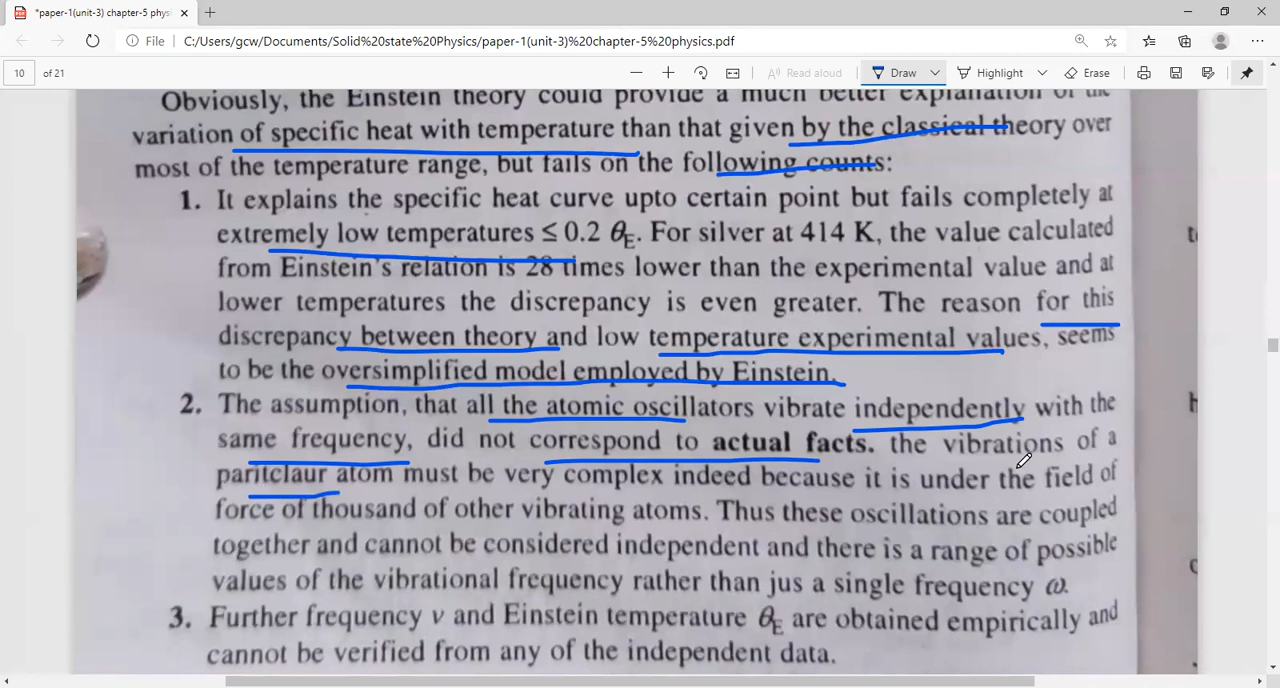 *paper-1(unit-3) chapter-5 phys
File C:/Users/gcw/Documents/Solid%20state%20Physics/paper-1(unit-3)%20chapter-5%20physics.pdf
10 of 21 Read aloud Draw Highlight Erase
Obviously, the Einstein theory could provide a much better explanation of the
variation of specific heat with temperature than that given by the classical theory over
most of the temperature range, but fails on the following counts:
1. It explains the specific heat curve upto certain point but fails completely at
extremely low temperatures ≤ 0.2 θE. For silver at 414 K, the value calculated
from Einstein's relation is 28 times lower than the experimental value and at
lower temperatures the discrepancy is even greater. The reason for this
discrepancy between theory and low temperature experimental values, seems
to be the oversimplified model employed by Einstein.
2. The assumption, that all the atomic oscillators vibrate independently with the
same frequency, did not correspond to actual facts. the vibrations of a
paritclaur atom must be very complex indeed because it is under the field of
force of thousand of other vibrating atoms. Thus these oscillations are coupled
together and cannot be considered independent and there is a range of possible
values of the vibrational frequency rather than jus a single frequency ω.
3. Further frequency ν and Einstein temperature θE are obtained empirically and
cannot be verified from any of the independent data.